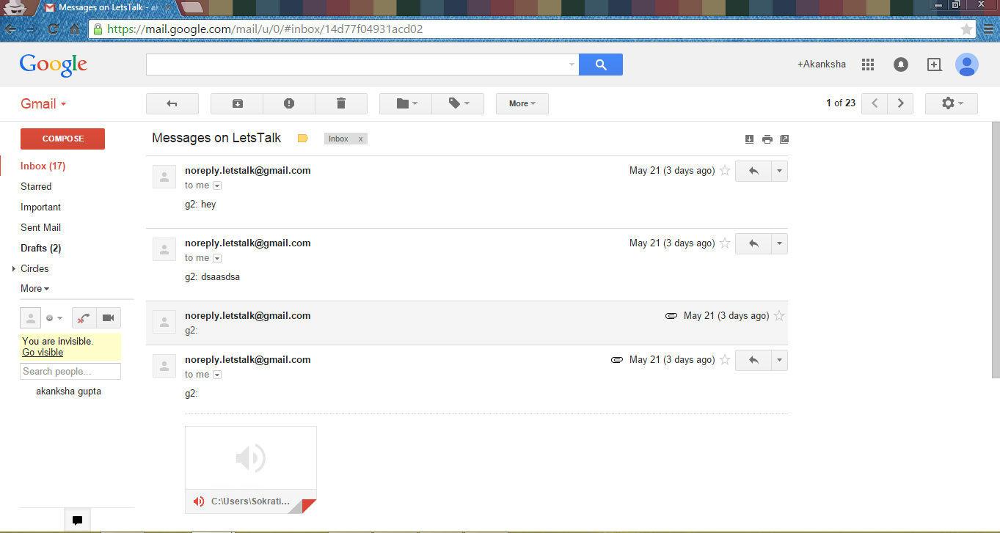 Messages on LetsTalk - ak
https://mail.google.com/mail/u/0/#inbox/14d77f04931acd02
Google
+Akanksha
Gmail
More
1 of 23
COMPOSE
Messages on LetsTalk
Inbox x
Inbox (17)
Starred
Important
Sent Mail
Drafts (2)
Circles
More
noreply.letstalk@gmail.com
May 21 (3 days ago)
to me
g2: hey
noreply.letstalk@gmail.com
May 21 (3 days ago)
to me
g2: dsaasdsa
noreply.letstalk@gmail.com
May 21 (3 days ago)
g2:
noreply.letstalk@gmail.com
May 21 (3 days ago)
to me
g2:
C:\Users\Sokrati...
You are invisible.
Go visible
Search people...
akanksha gupta